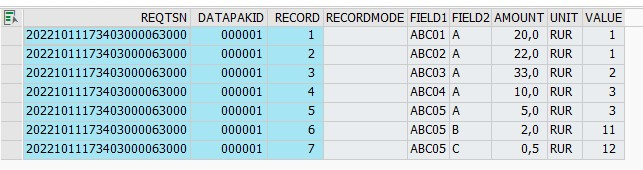 REQTSN DATAPAKID RECORD RECORDMODE FIELD1 FIELD2 AMOUNT UNIT VALUE
20221011173403000063000 000001 1 ABC01 A 20,0 RUR 1
20221011173403000063000 000001 2 ABC02 A 22,0 RUR 1
20221011173403000063000 000001 3 ABC03 A 33,0 RUR 2
20221011173403000063000 000001 4 ABC04 A 10,0 RUR 3
20221011173403000063000 000001 5 ABC05 A 5,0 RUR 3
20221011173403000063000 000001 6 ABC05 B 2,0 RUR 11
20221011173403000063000 000001 7 ABC05 C 0,5 RUR 12